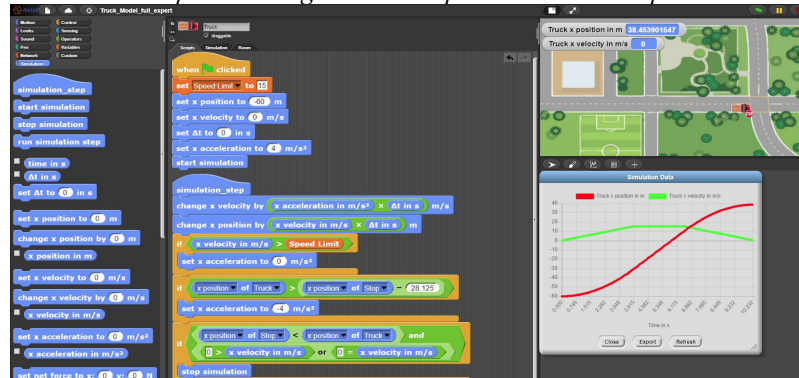 Truck_Model_full_expert
Motion
Control
Looks
Sensing
Sound
Operators
Pen
Variables
Network
Custom
Simulation
simulation_step
start simulation
stop simulation
run simulation step
time in s
Δt in s
set Δt to 0 in s
set x position to 0 m
change x position by 0 m
x position in m
set x velocity to 0 m/s
change x velocity by 0 m/s
x velocity in m/s
set x acceleration to 0 m/s²
x acceleration in m/s²
set net force to x: 0 y: 0 N
Truck
draggable
Scripts Simulation Room
when clicked
set Speed Limit to 15
set x position to -60 m
set x velocity to 0 m/s
set Δt to 0 in s
set x acceleration to 4 m/s²
start simulation
simulation_step
change x velocity by x acceleration in m/s² × Δt in s m/s
change x position by x velocity in m/s × Δt in s m
if x velocity in m/s > Speed Limit
set x acceleration to 0 m/s²
if x position of Truck > x position of Stop - 28.125
set x acceleration to -4 m/s²
if x position of Stop < x position of Truck and
0 > x velocity in m/s or 0 = x velocity in m/s
stop simulation
Truck x position in m 38.453901547
Truck x velocity in m/s 0
Simulation Data
Truck x position in m
Truck x velocity in m/s
40
30
20
10
0
-10
-20
-30
-40
-50
-60
0.000
Time in s
Close Export Refresh